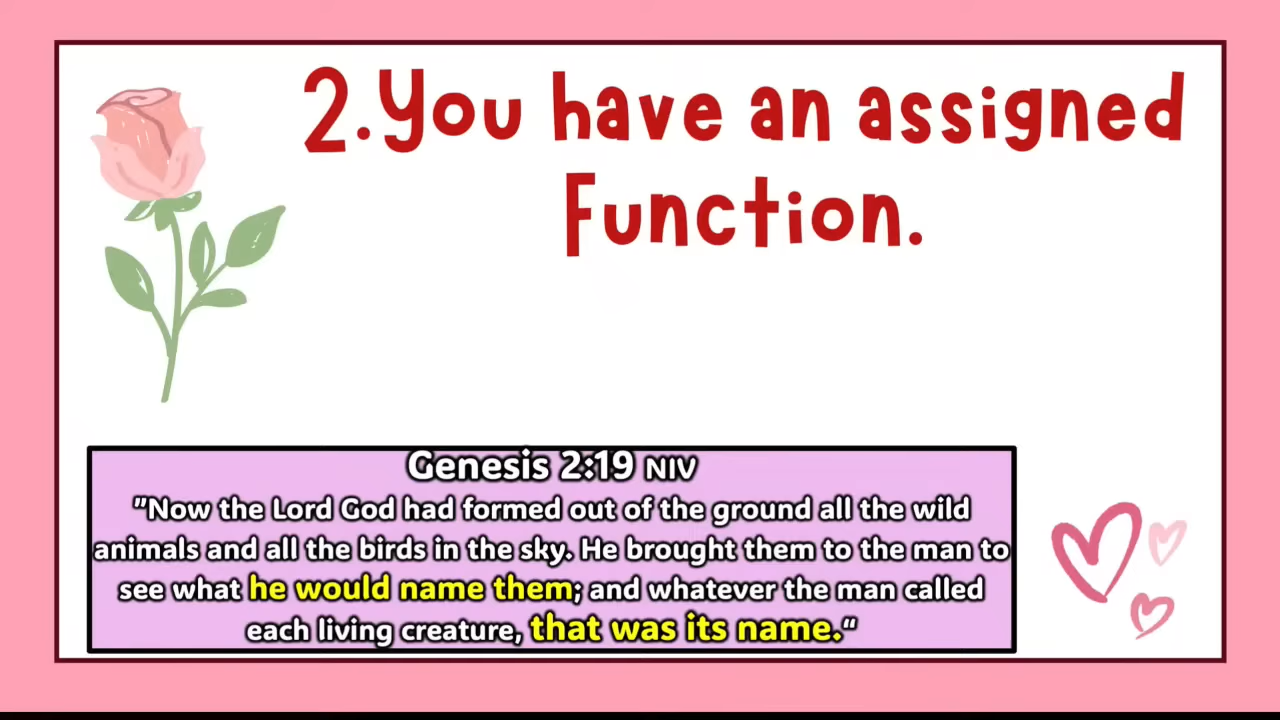 2.You have an assigned
Function.
Genesis 2:19 NIV
"Now the Lord God had formed out of the ground all the wild
animals and all the birds in the sky. He brought them to the man to
see what he would name them; and whatever the man called
each living creature, that was its name.“